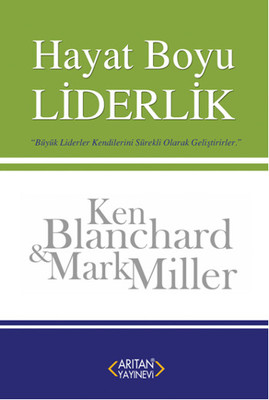 Hayat Boyu
LİDERLİK
“Büyük Liderler Kendilerini Sürekli Olarak Geliştirirler.”
Ken
Blanchard
& Mark
Miller
ARITAN®
YAYINEVİ